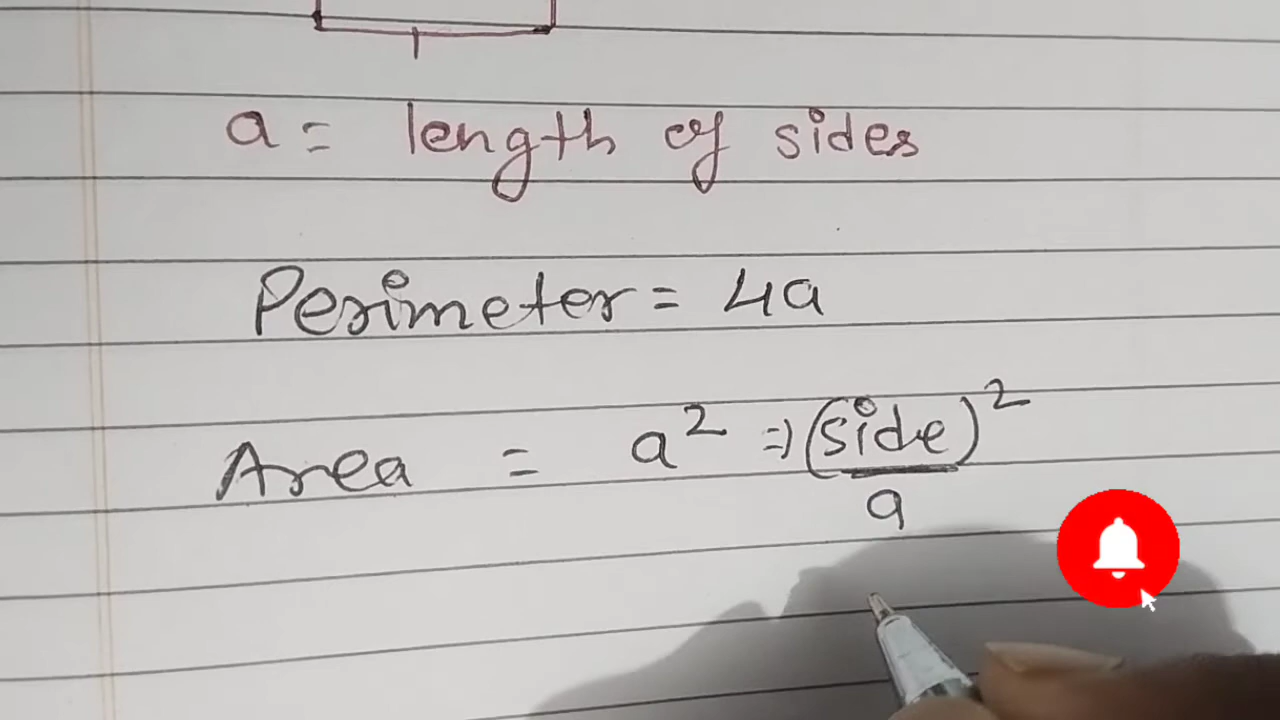 a = length of sides
Perimeter = 4a
Area = a² => (side)²
a